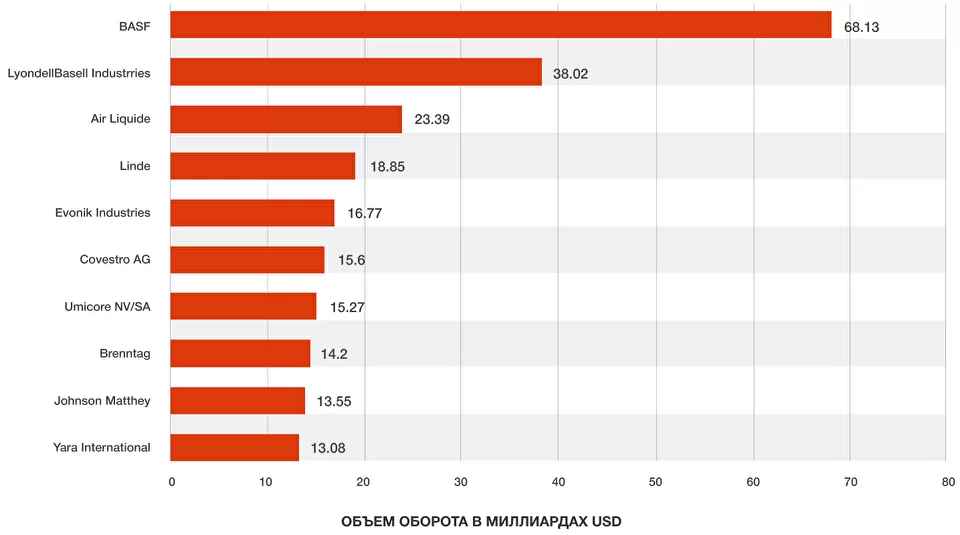 BASF 68.13
LyondellBasell Industrries 38.02
Air Liquide 23.39
Linde 18.85
Evonik Industries 16.77
Covestro AG 15.6
Umicore NV/SA 15.27
Brenntag 14.2
Johnson Matthey 13.55
Yara International 13.08
0 10 20 30 40 50 60 70 80
ОБЪЕМ ОБОРОТА В МИЛЛИАРДАХ USD